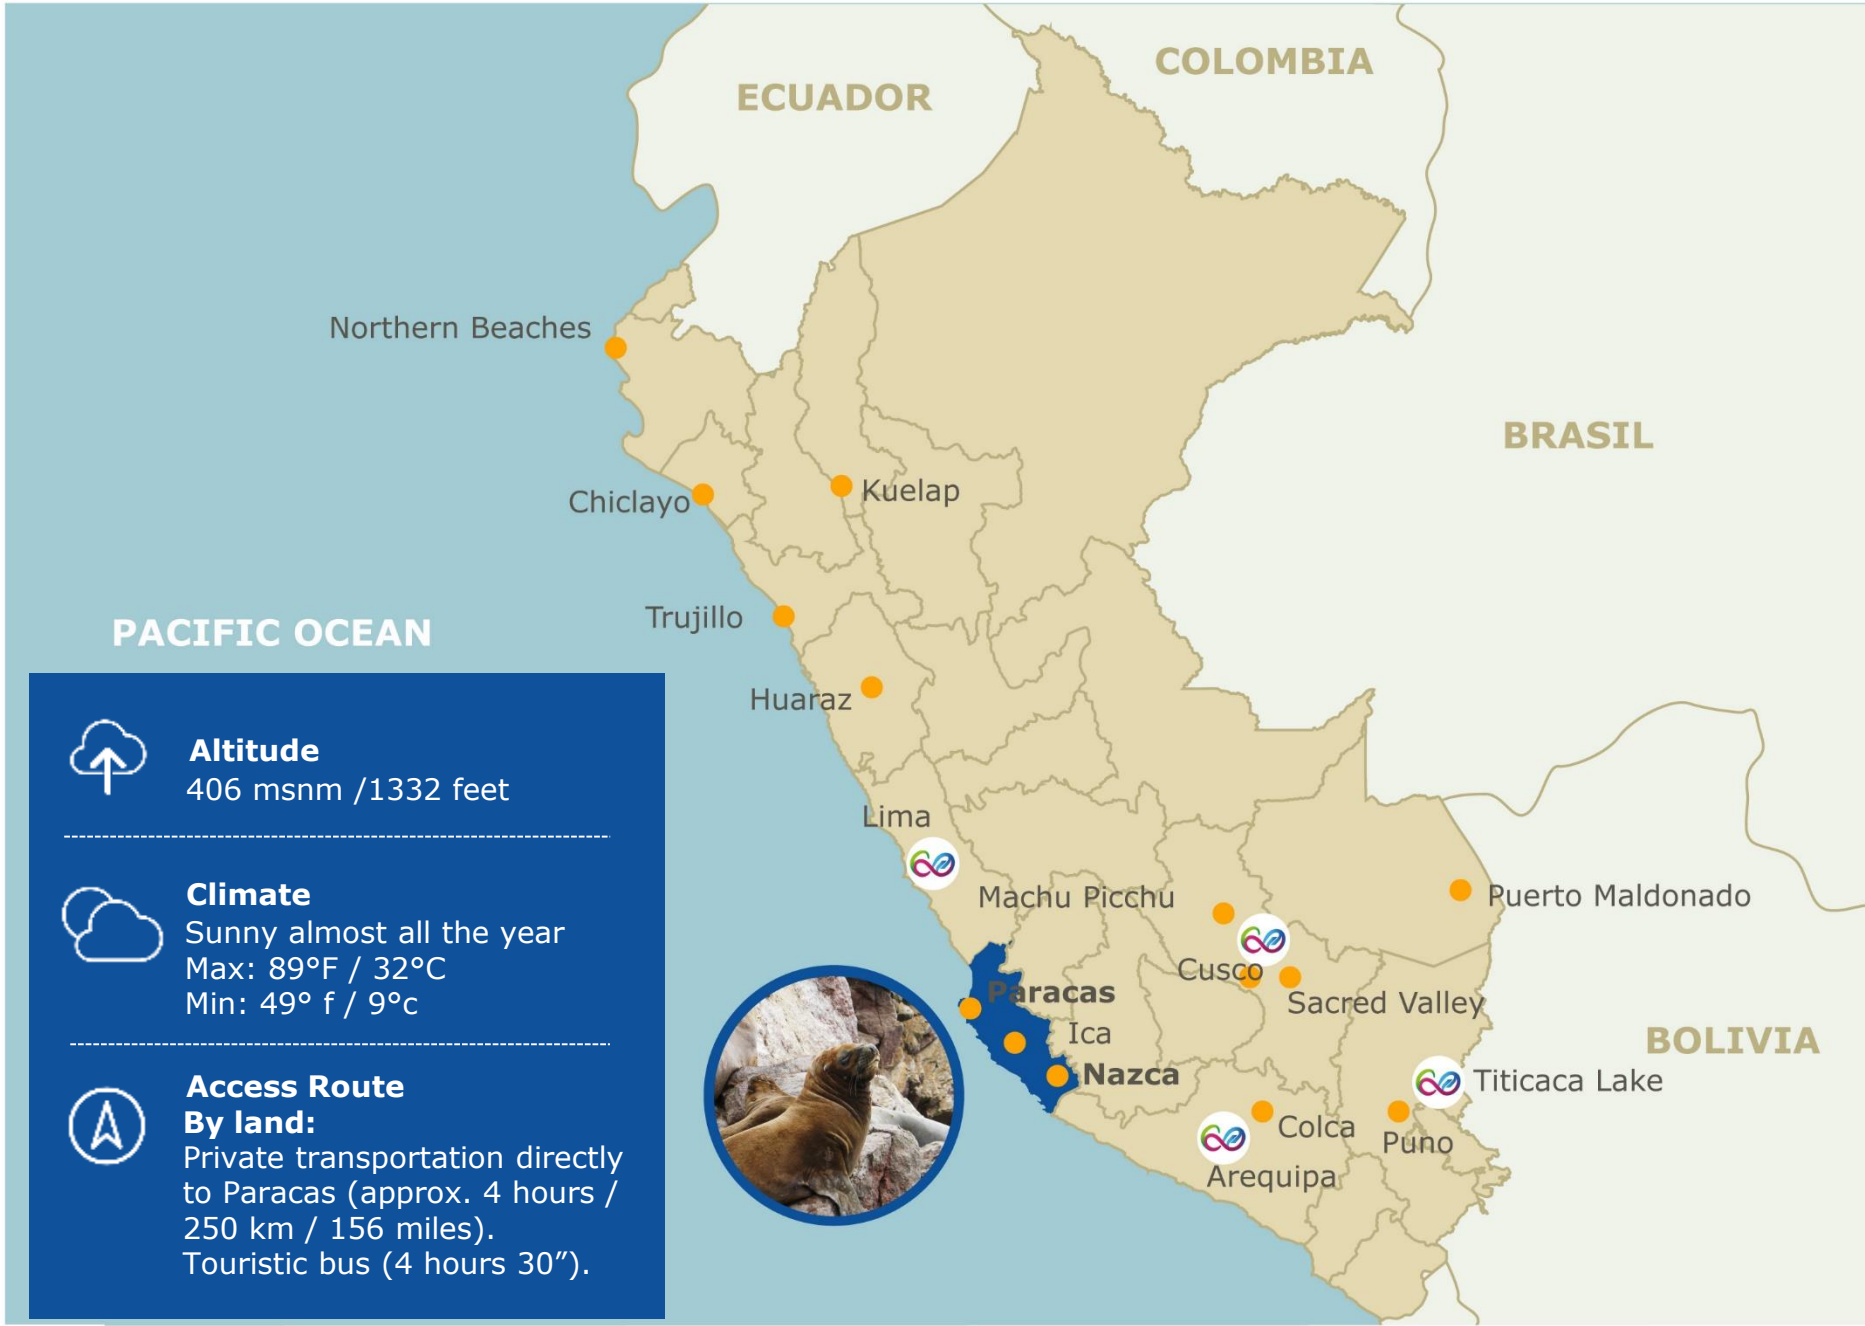 COLOMBIA
ECUADOR
Northern Beaches
BRASIL
Kuelap
Chiclayo
Trujillo
PACIFIC OCEAN
Huaraz
Lima
Machu Picchu
Puerto Maldonado
Cusco
Sacred Valley
Paracas
Ica
BOLIVIA
Nazca
Titicaca Lake
Colca
Puno
Arequipa
Altitude
406 msnm /1332 feet
Climate
Sunny almost all the year
Max: 89°F / 32°C
Min: 49° f / 9°c
Access Route
By land:
Private transportation directly
to Paracas (approx. 4 hours /
250 km / 156 miles).
Touristic bus (4 hours 30”).